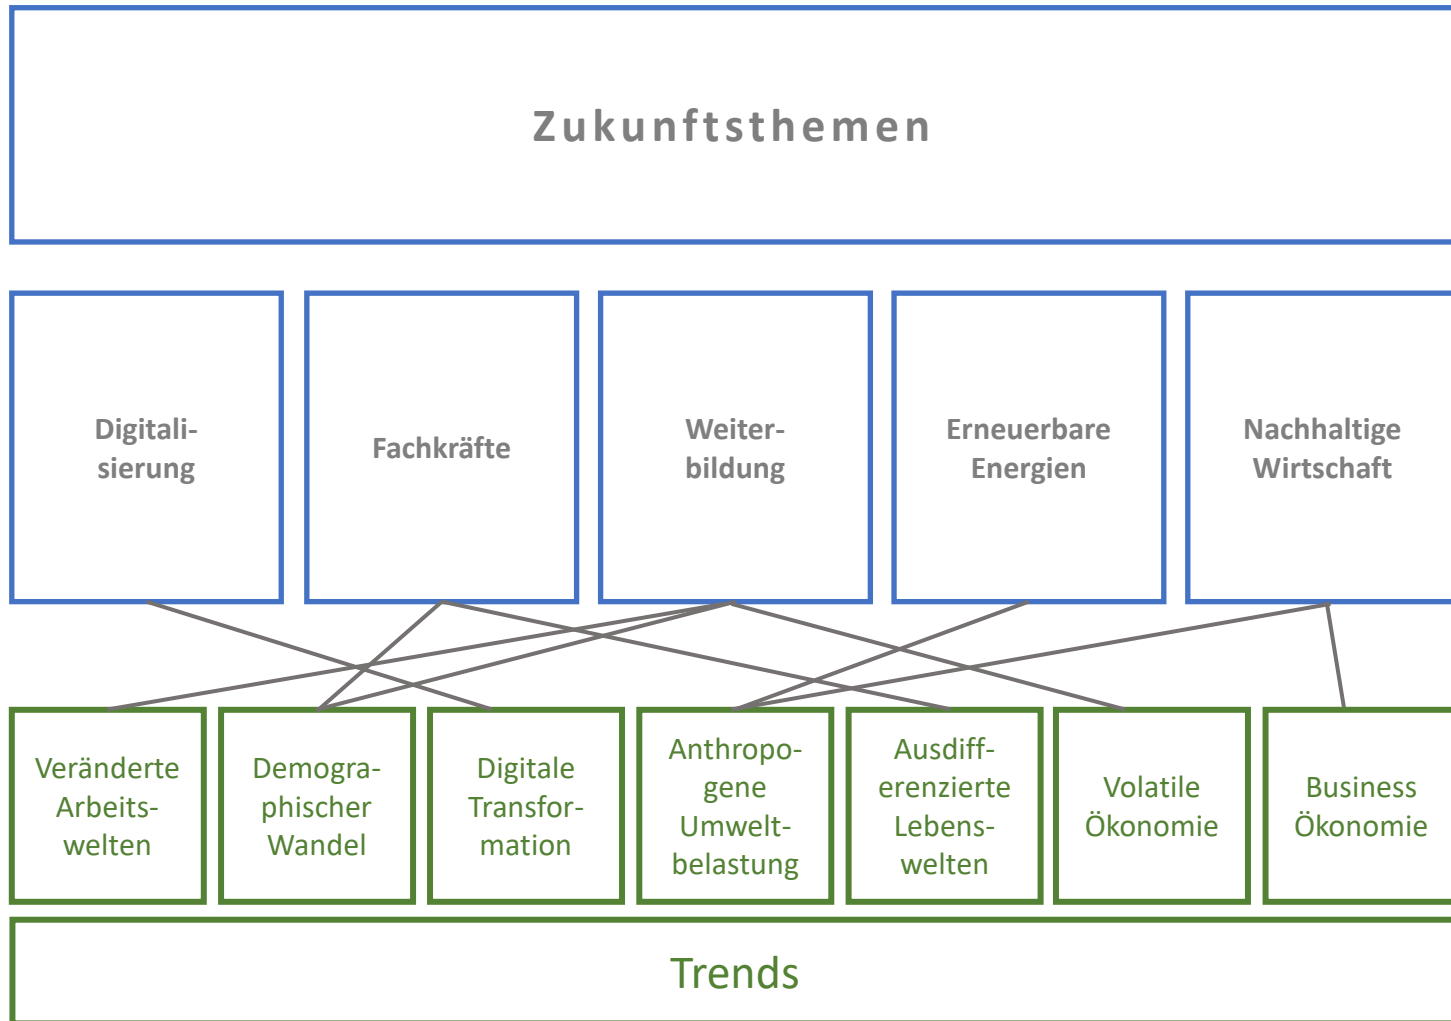 Zukunftsthemen
Digitali-
sierung
Fachkräfte
Weiter-
bildung
Erneuerbare
Energien
Nachhaltige
Wirtschaft
Veränderte
Arbeits-
welten
Demogra-
phischer
Wandel
Digitale
Transfor-
mation
Anthropo-
gene
Umwelt-
belastung
Ausdiff-
erenzierte
Lebens-
welten
Volatile
Ökonomie
Business
Ökonomie
Trends